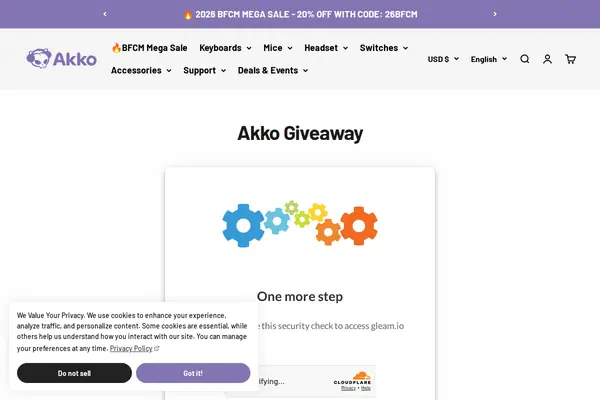 🔥 2026 BFCM MEGA SALE - 20% OFF WITH CODE: 26BFCM
Akko
🔥BFCM Mega Sale Keyboards Mice Headset Switches
Accessories Support Deals & Events
USD $ English
Akko Giveaway
One more step
this security check to access gleam.io
CLOUDFLARE
Privacy • Help
We Value Your Privacy. We use cookies to enhance your experience,
analyze traffic, and personalize content. Some cookies are essential, while
others help us understand how you interact with our site. You can manage
your preferences at any time. Privacy Policy
Do not sell
Got it!